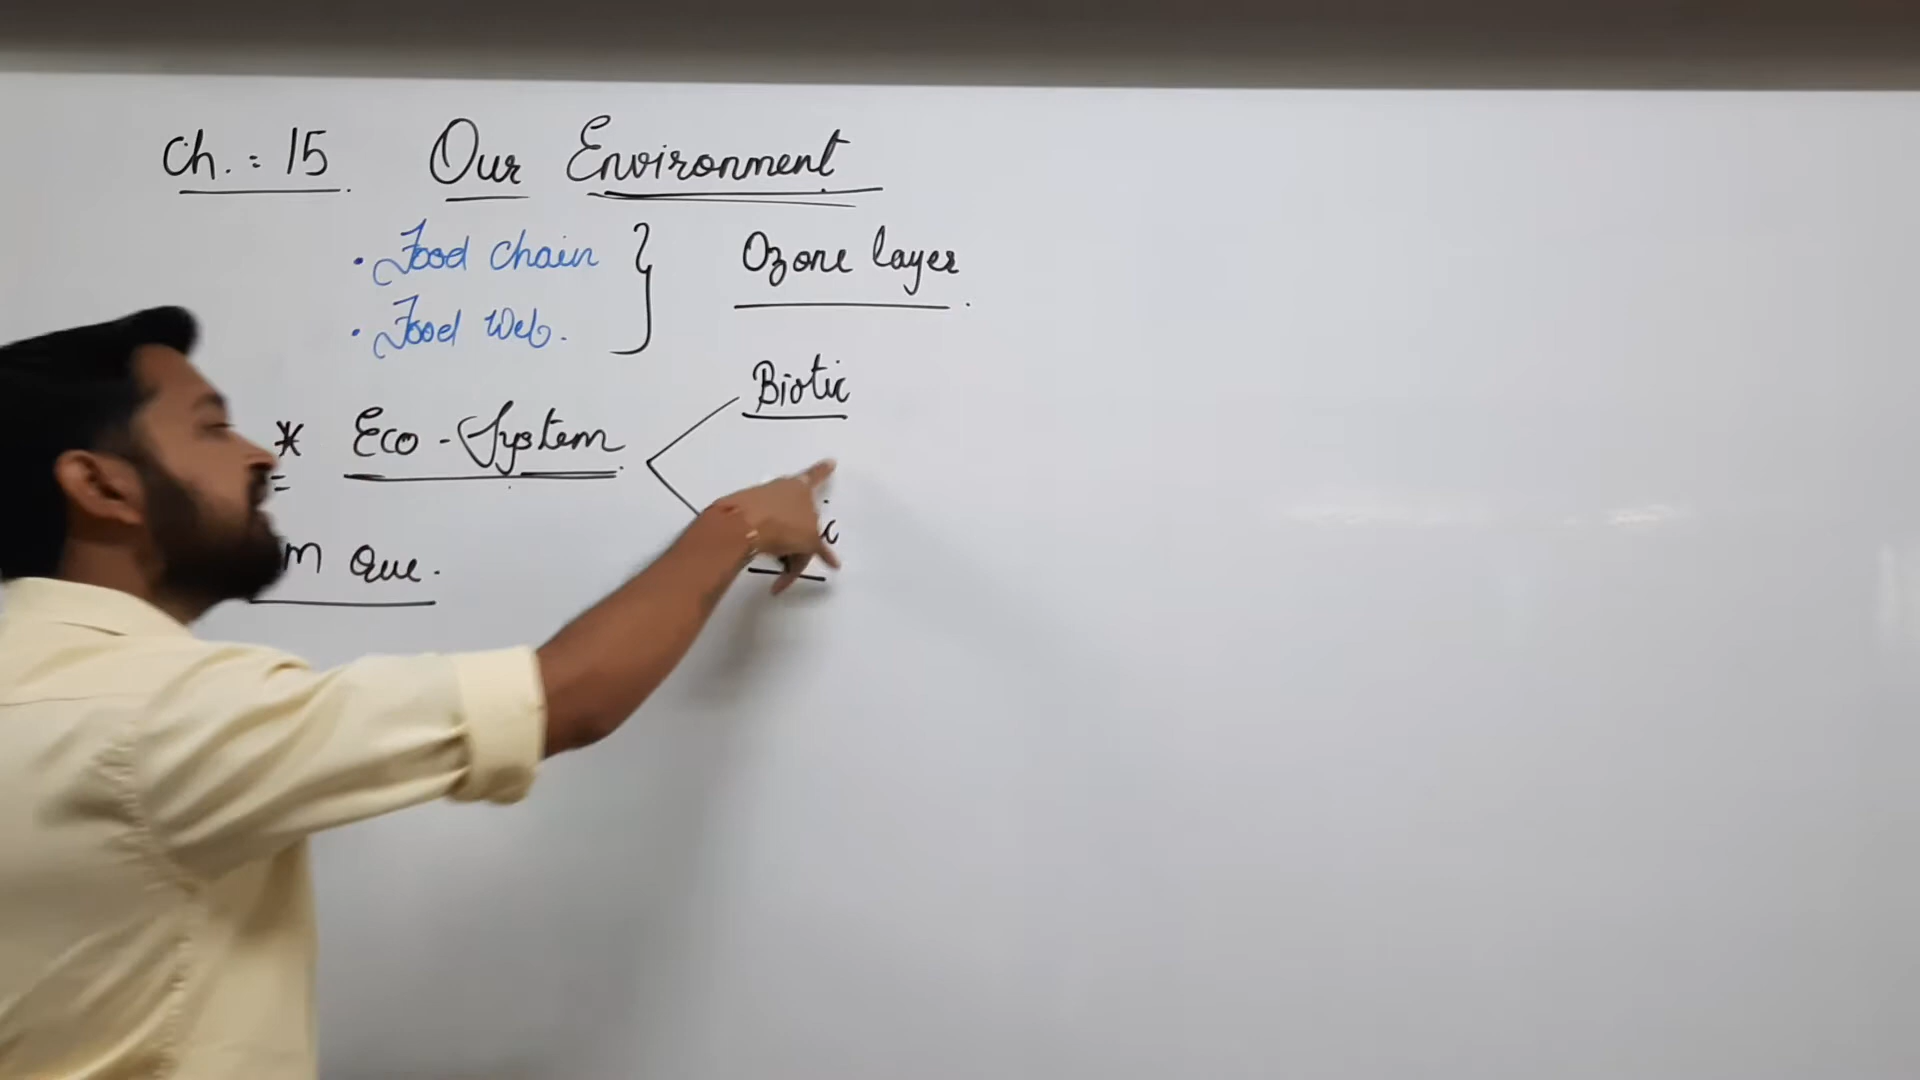 Ch. : 15 Our Environment
• Food chain
• Food Web.
Ozone layer.
* Eco - System.
Biotic
Que.